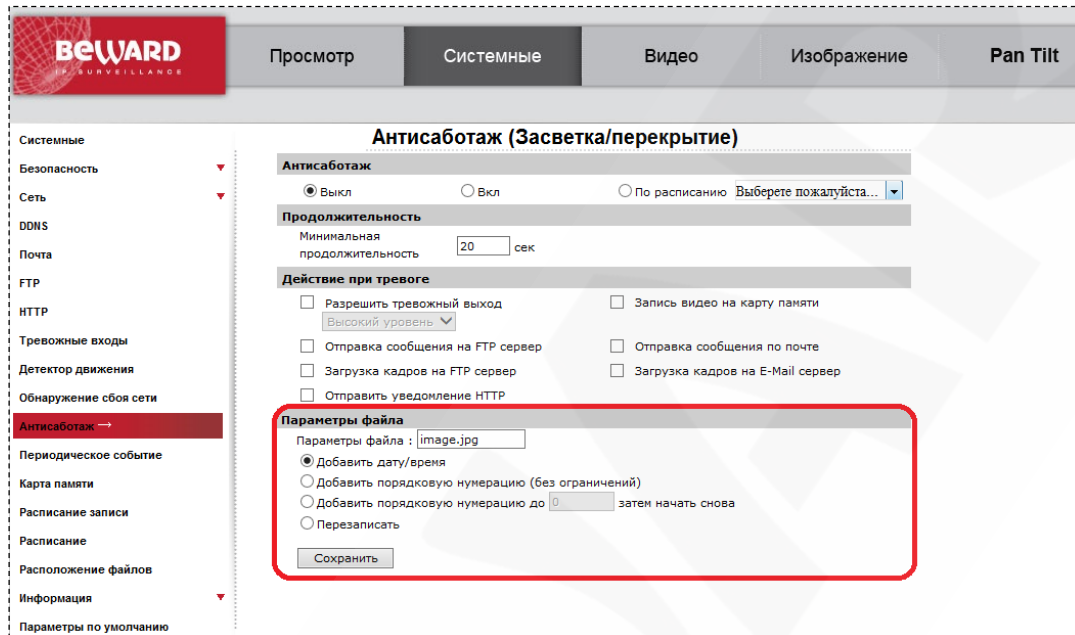 BEWARD
IP SURVEILLANCE
Просмотр
Системные
Видео
Изображение
Pan Tilt
Системные
Безопасность
Сеть
DDNS
Почта
FTP
HTTP
Тревожные входы
Детектор движения
Обнаружение сбоя сети
Антисаботаж →
Периодическое событие
Карта памяти
Расписание записи
Расписание
Расположение файлов
Информация
Параметры по умолчанию
Антисаботаж (Засветка/перекрытие)
Антисаботаж
Выкл Вкл По расписанию Выберете пожалуйста...
Продолжительность
Минимальная
продолжительность 20 сек
Действие при тревоге
Разрешить тревожный выход Запись видео на карту памяти
Высокий уровень
Отправка сообщения на FTP сервер Отправка сообщения по почте
Загрузка кадров на FTP сервер Загрузка кадров на E-Mail сервер
Отправить уведомление HTTP
Параметры файла
Параметры файла : image.jpg
Добавить дату/время
Добавить порядковую нумерацию (без ограничений)
Добавить порядковую нумерацию до 0 затем начать снова
Перезаписать
Сохранить